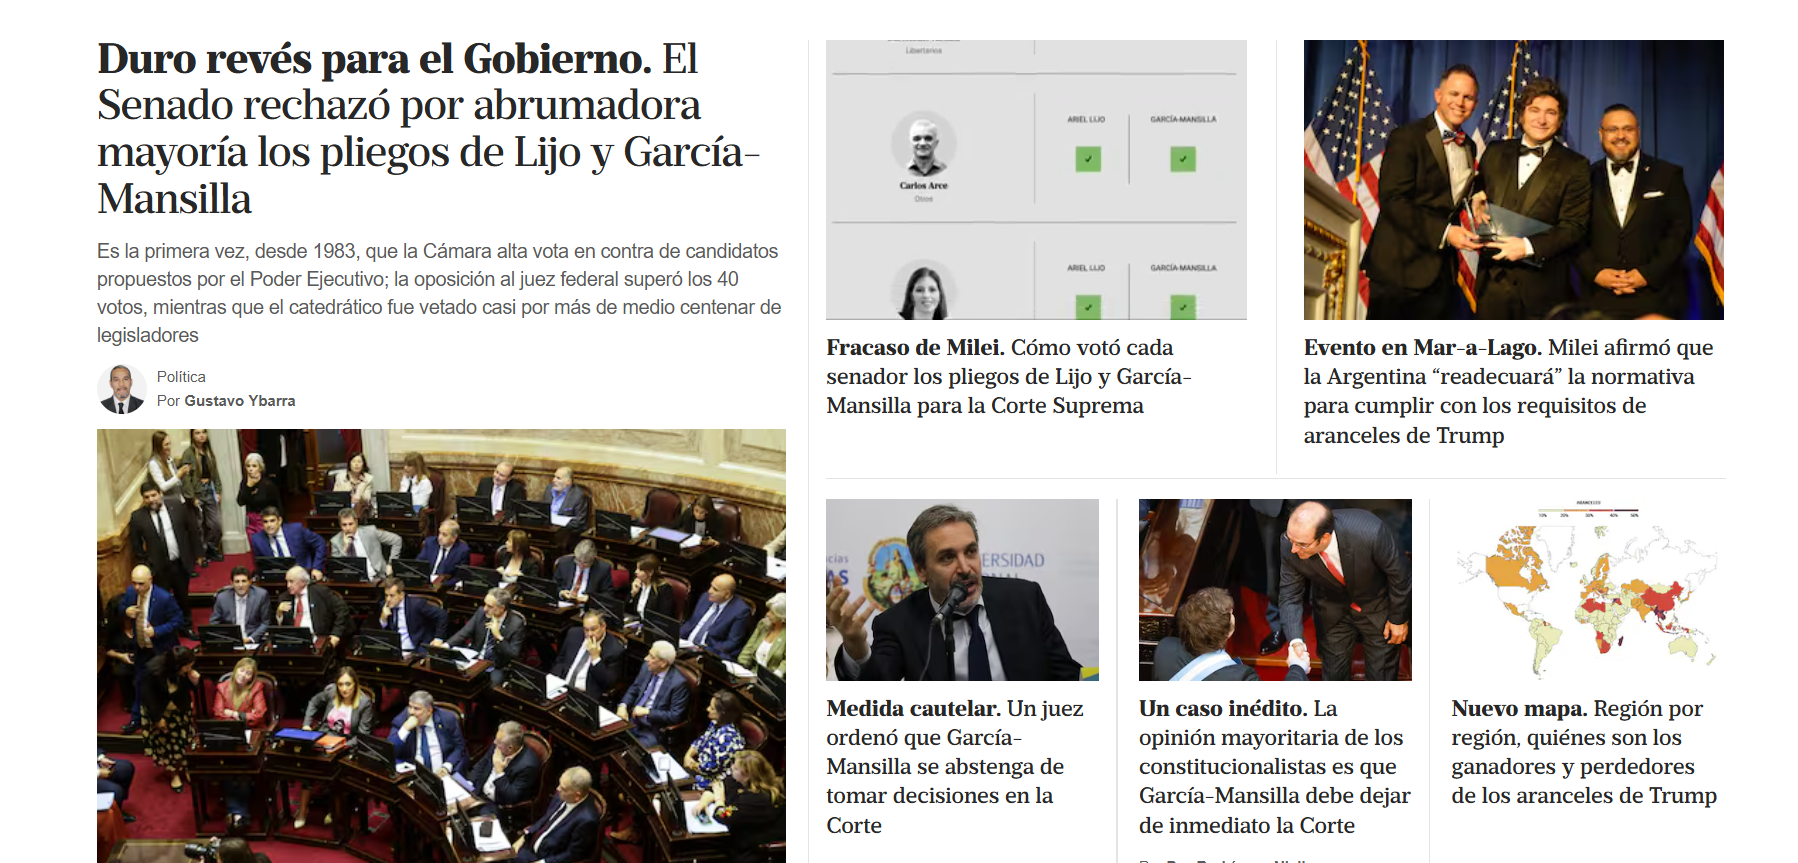 Duro revés para el Gobierno. El
Senado rechazó por abrumadora
mayoría los pliegos de Lijo y García-
Mansilla
Es la primera vez, desde 1983, que la Cámara alta vota en contra de candidatos
propuestos por el Poder Ejecutivo; la oposición al juez federal superó los 40
votos, mientras que el catedrático fue vetado casi por más de medio centenar de
legisladores
Política
Por Gustavo Ybarra
Libertarios
ARIEL LIJO
GARCÍA-MANSILLA
Carlos Arce
Otros
ARIEL LIJO
GARCÍA-MANSILLA
Fracaso de Milei. Cómo votó cada
senador los pliegos de Lijo y García-
Mansilla para la Corte Suprema
Evento en Mar-a-Lago. Milei afirmó que
la Argentina “readecuará” la normativa
para cumplir con los requisitos de
aranceles de Trump
cias
AS
ERSIDAD
Medida cautelar. Un juez
ordenó que García-
Mansilla se abstenga de
tomar decisiones en la
Corte
Un caso inédito. La
opinión mayoritaria de los
constitucionalistas es que
García-Mansilla debe dejar
de inmediato la Corte
ARANCELES
10% 20% 30% 40% 50%
Nuevo mapa. Región por
región, quiénes son los
ganadores y perdedores
de los aranceles de Trump